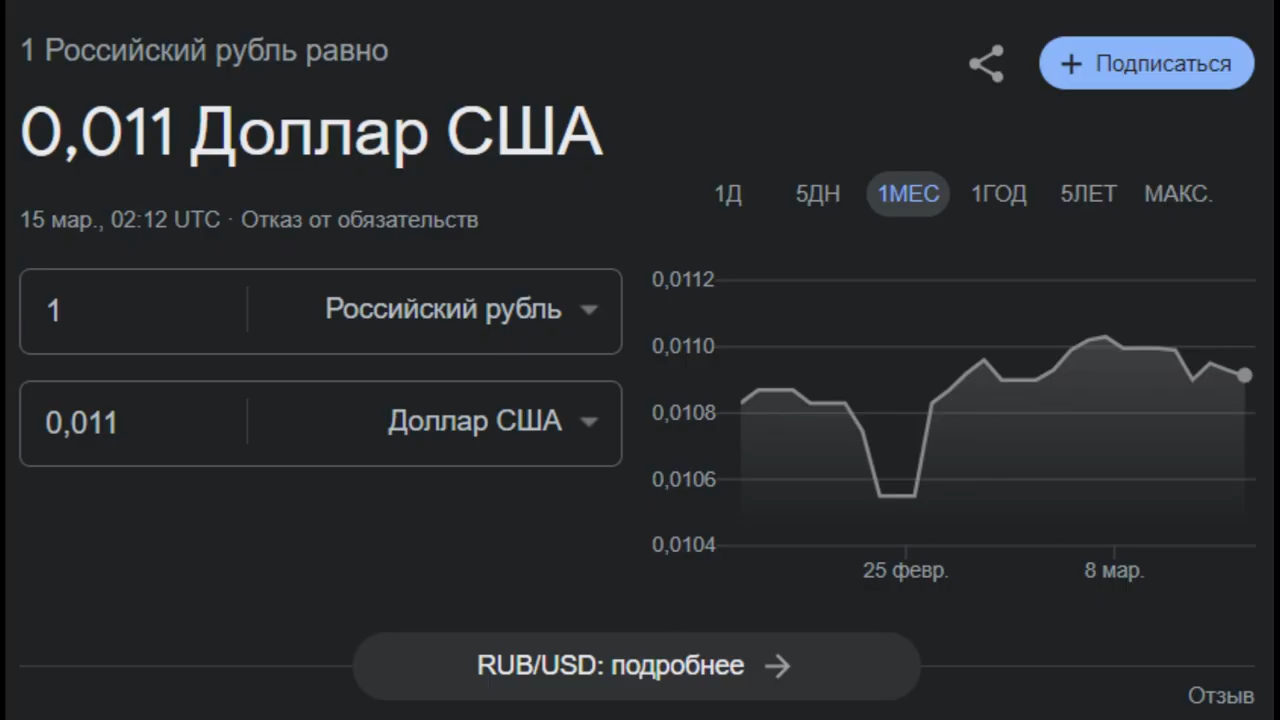 1 Российский рубль равно
Подписаться
0,011 Доллар США
15 мар., 02:12 UTC · Отказ от обязательств
1Д 5ДН 1МЕС 1ГОД 5ЛЕТ МАКС.
1 Российский рубль
0,011 Доллар США
0,0112
0,0110
0,0108
0,0106
0,0104
25 февр. 8 мар.
RUB/USD: подробнее
Отзыв